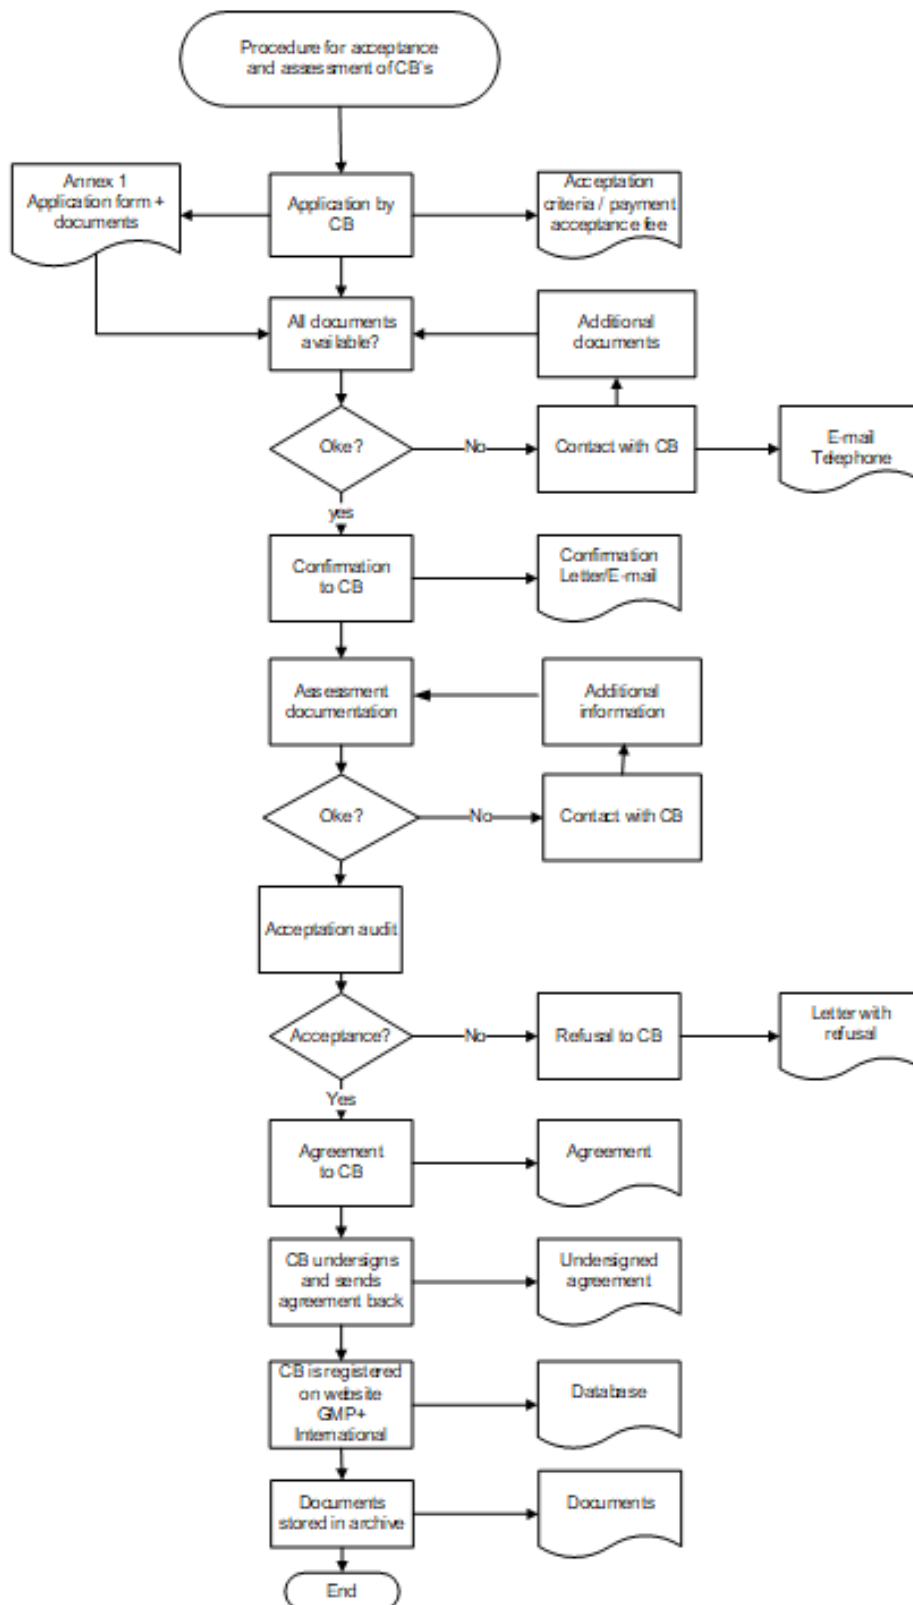 Procedure for acceptance
and assessment of CB's
Annex 1
Application form +
documents
Application by
CB
Acceptation
criteria / payment
acceptance fee
All documents
available?
Additional
documents
Oke?
No
Contact with CB
E-mail
Telephone
yes
Confirmation
to CB
Confirmation
Letter/E-mail
Assessment
documentation
Additional
information
Oke?
No
Contact with CB
Acceptation audit
Acceptance?
No
Refusal to CB
Letter with
refusal
Yes
Agreement
to CB
Agreement
CB undersigns
and sends
agreement back
Undersigned
agreement
CB is registered
on website
GMP+
International
Database
Documents
stored in archive
Documents
End